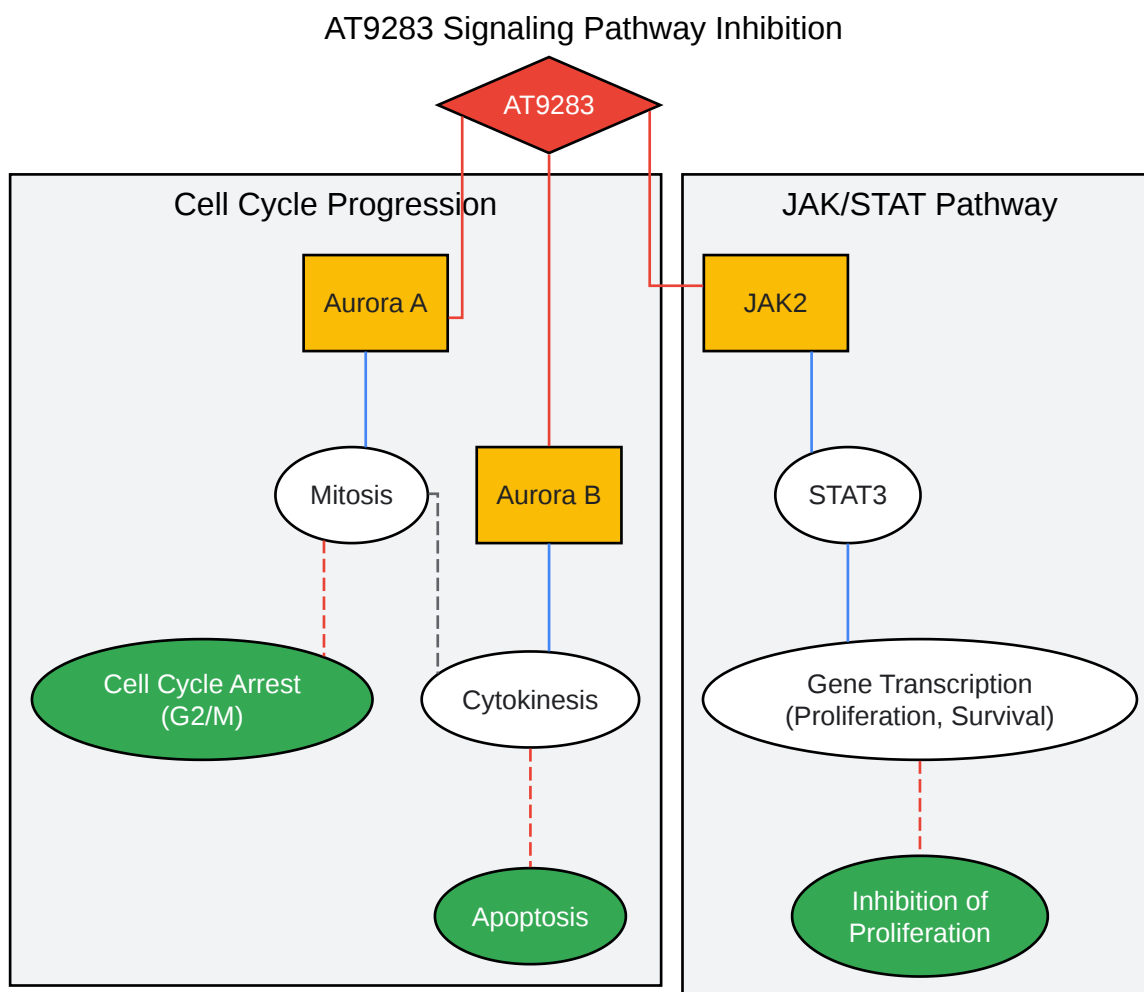 AT9283 Signaling Pathway Inhibition
AT9283
Cell Cycle Progression
JAK/STAT Pathway
Aurora A
JAK2
Mitosis
Aurora B
STAT3
Cell Cycle Arrest
(G2/M)
Cytokinesis
Gene Transcription
(Proliferation, Survival)
Apoptosis
Inhibition of
Proliferation